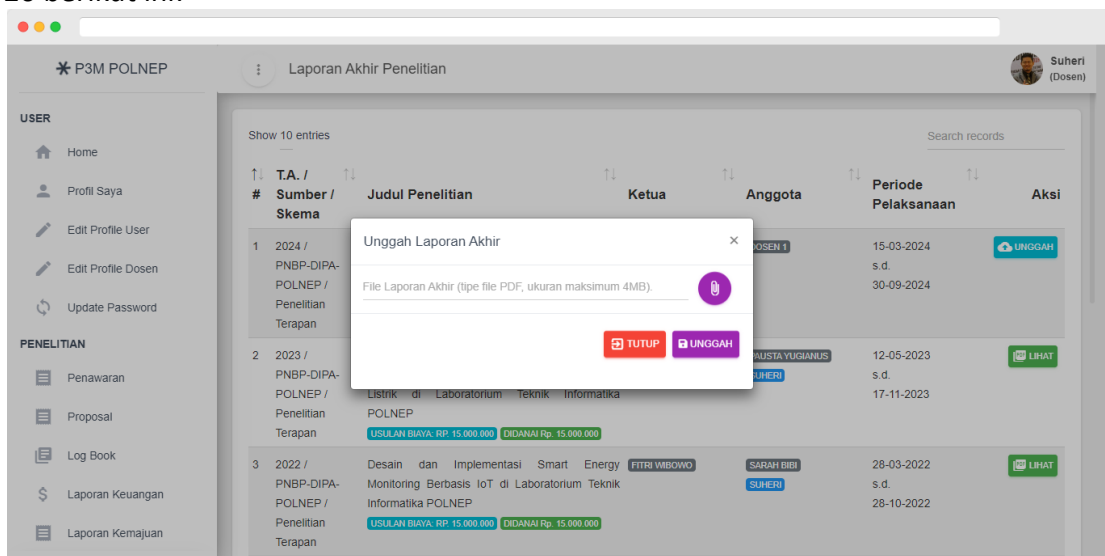 P3M POLNEP
Laporan Akhir Penelitian
Suheri
(Dosen)
USER
Home
Profil Saya
Edit Profile User
Edit Profile Dosen
Update Password
PENELITIAN
Penawaran
Proposal
Log Book
Laporan Keuangan
Laporan Kemajuan
Show 10 entries
Search records
#
T.A. /
Sumber /
Skema
Judul Penelitian
Ketua
Anggota
Periode
Pelaksanaan
Aksi
1
2024 /
PNBP-DIPA-
POLNEP /
Penelitian
Terapan
DOSEN 1
15-03-2024
s.d.
30-09-2024
UNGGAH
Unggah Laporan Akhir
×
File Laporan Akhir (tipe file PDF, ukuran maksimum 4MB).
TUTUP
UNGGAH
2
2023 /
PNBP-DIPA-
POLNEP /
Penelitian
Terapan
Listrik di Laboratorium Teknik Informatika
POLNEP
USULAN BIAYA: RP. 15.000.000
DIDANAI Rp. 15.000.000
YUGIANUS
SUHERI
12-05-2023
s.d.
17-11-2023
LIHAT
3
2022 /
PNBP-DIPA-
POLNEP /
Penelitian
Terapan
Desain dan Implementasi Smart Energy
Monitoring Berbasis IoT di Laboratorium Teknik
Informatika POLNEP
USULAN BIAYA: RP. 15.000.000
DIDANAI Rp. 15.000.000
FITRI WIBOWO
SARAH BIBI
SUHERI
28-03-2022
s.d.
28-10-2022
LIHAT